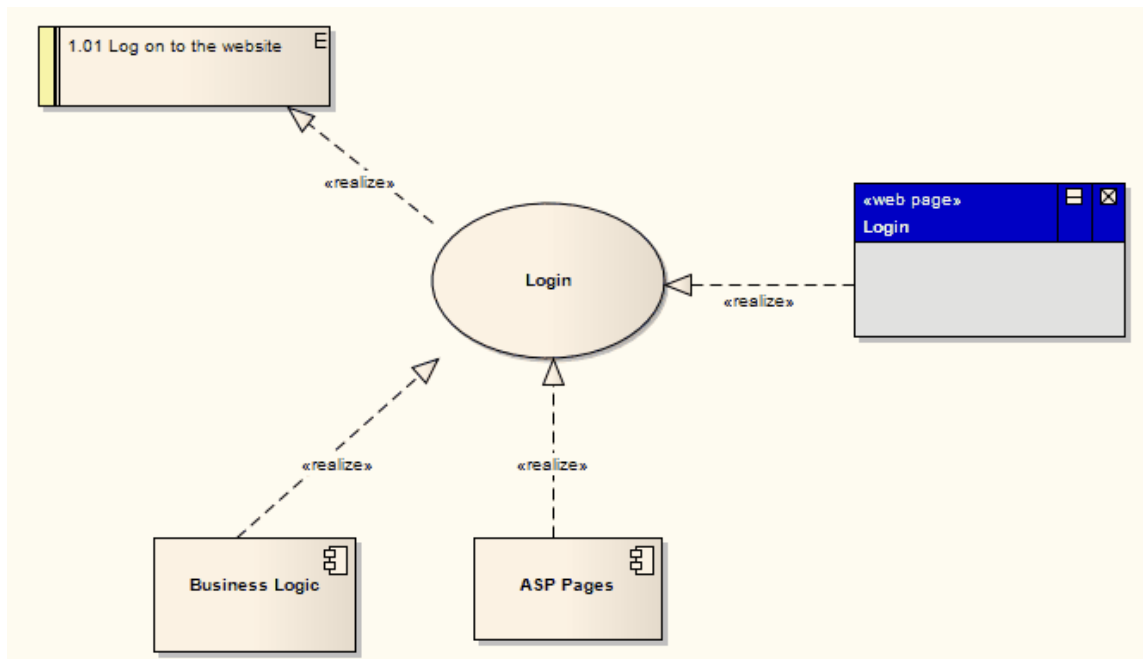 1.01 Log on to the website E
«realize»
«web page»
Login
Login
«realize»
«realize»
«realize»
Business Logic
ASP Pages